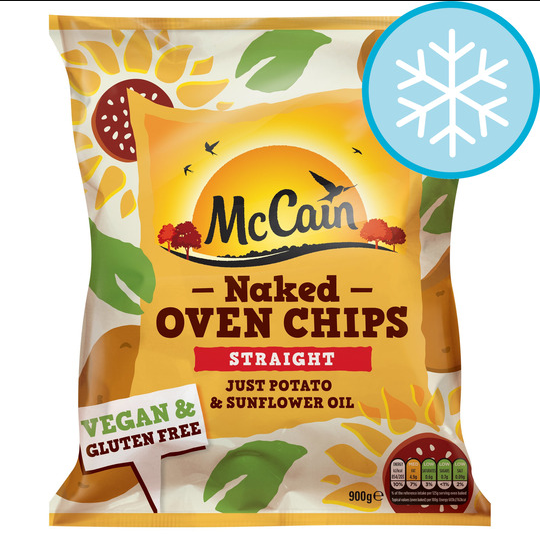 McCain
– Naked –
OVEN CHIPS
STRAIGHT
JUST POTATO
& SUNFLOWER OIL
VEGAN &
GLUTEN FREE
900g℮